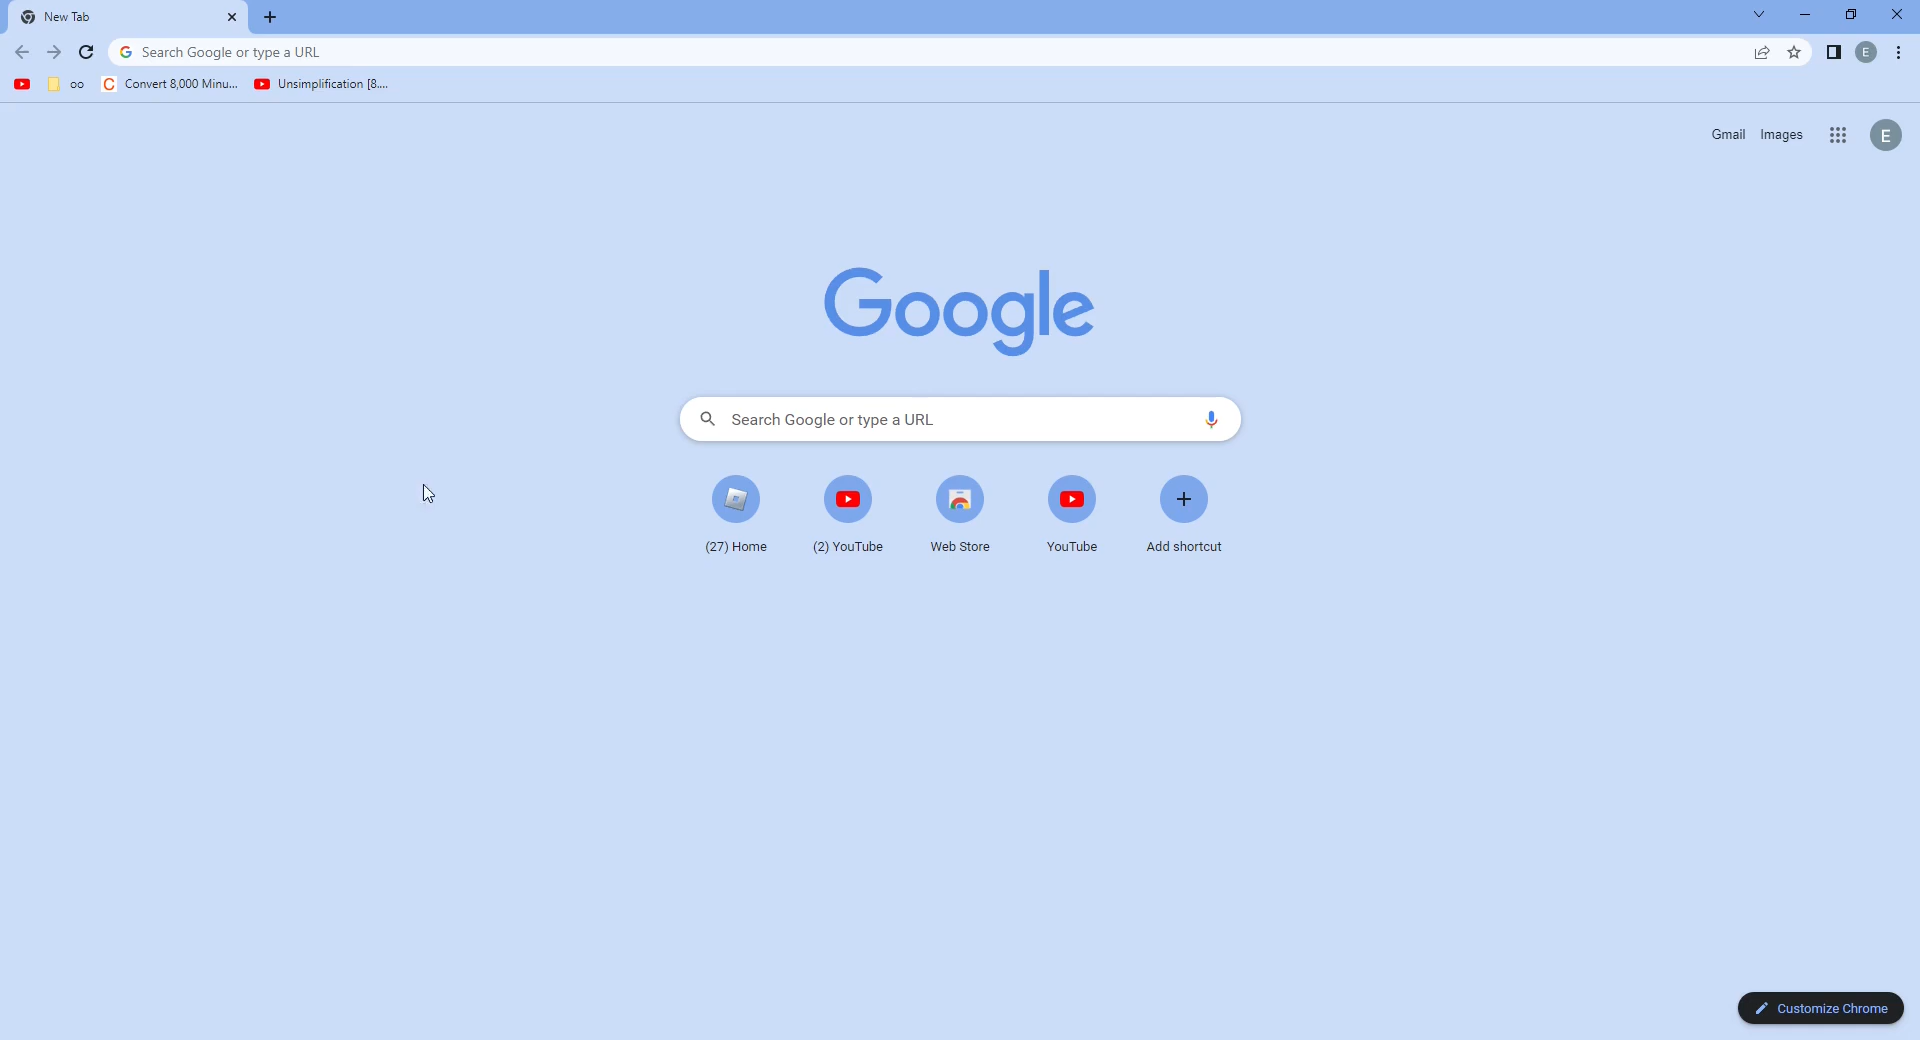 New Tab
Search Google or type a URL
E
oo
Convert 8,000 Minu...
Unsimplification [8....
Gmail
Images
E
Google
Search Google or type a URL
(27) Home
(2) YouTube
Web Store
YouTube
Add shortcut
Customize Chrome